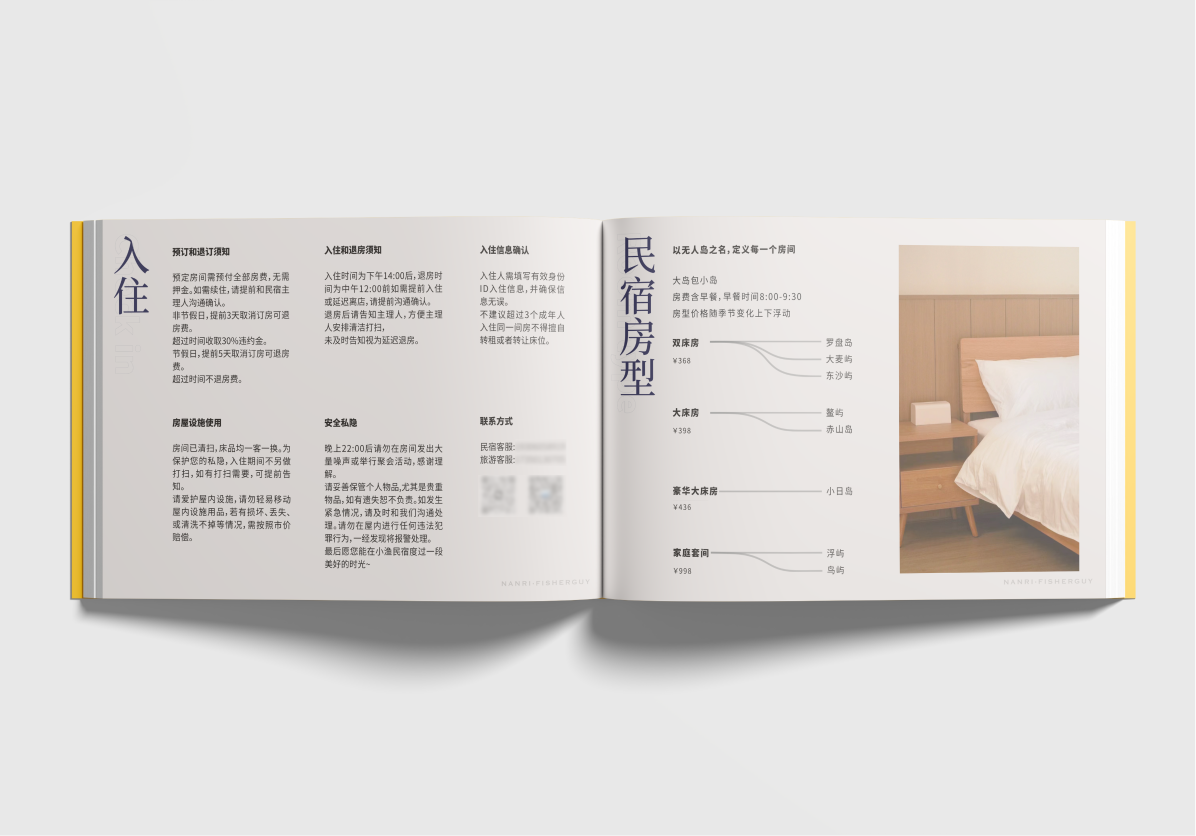 入
住
预订和退订须知
预定房间需预付全部房费,无需
押金。如需续住,请提前和民宿主
理人沟通确认。
非节假日,提前3天取消订房可退
房费。
超过时间收取30%违约金。
节假日,提前5天取消订房可退房
费。
超过时间不退房费。
入住和退房须知
入住时间为下午14:00后,退房时
间为中午12:00前如需提前入住
或延迟离店,请提前沟通确认。
退房后请告知主理人,方便主理
人安排清洁打扫,
未及时告知视为延迟退房。
入住信息确认
入住人需填写有效身份
ID入住信息,并确保信
息无误。
不建议超过3个成年人
入住同一间房不得擅自
转租或者转让床位。
房屋设施使用
房间已清扫,床品均一客一换。为
保护您的私隐,入住期间不另做
打扫,如有打扫需要,可提前告
知。
请爱护屋内设施,请勿轻易移动
屋内设施用品,若有损坏、丢失、
或清洗不掉等情况,需按照市价
赔偿。
安全私隐
晚上22:00后请勿在房间发出大
量噪声或举行聚会活动,感谢理
解。
请妥善保管个人物品,尤其是贵重
物品,如有遗失恕不负责。如发生
紧急情况,请及时和我们沟通处
理。请勿在屋内进行任何违法犯
罪行为,一经发现将报警处理。
最后愿您能在小渔民宿度过一段
美好的时光~
联系方式
民宿客服:
旅游客服:
NANRI·FISHERGUY
民
宿
房
型
以无人岛之名,定义每一个房间
大岛包小岛
房费含早餐,早餐时间8:00-9:30
房型价格随季节变化上下浮动
双床房
¥368
罗盘岛
大麦屿
东沙屿
大床房
¥398
鳌屿
赤山岛
豪华大床房
¥436
小日岛
家庭套间
¥998
浮屿
鸟屿
NANRI·FISHERGUY